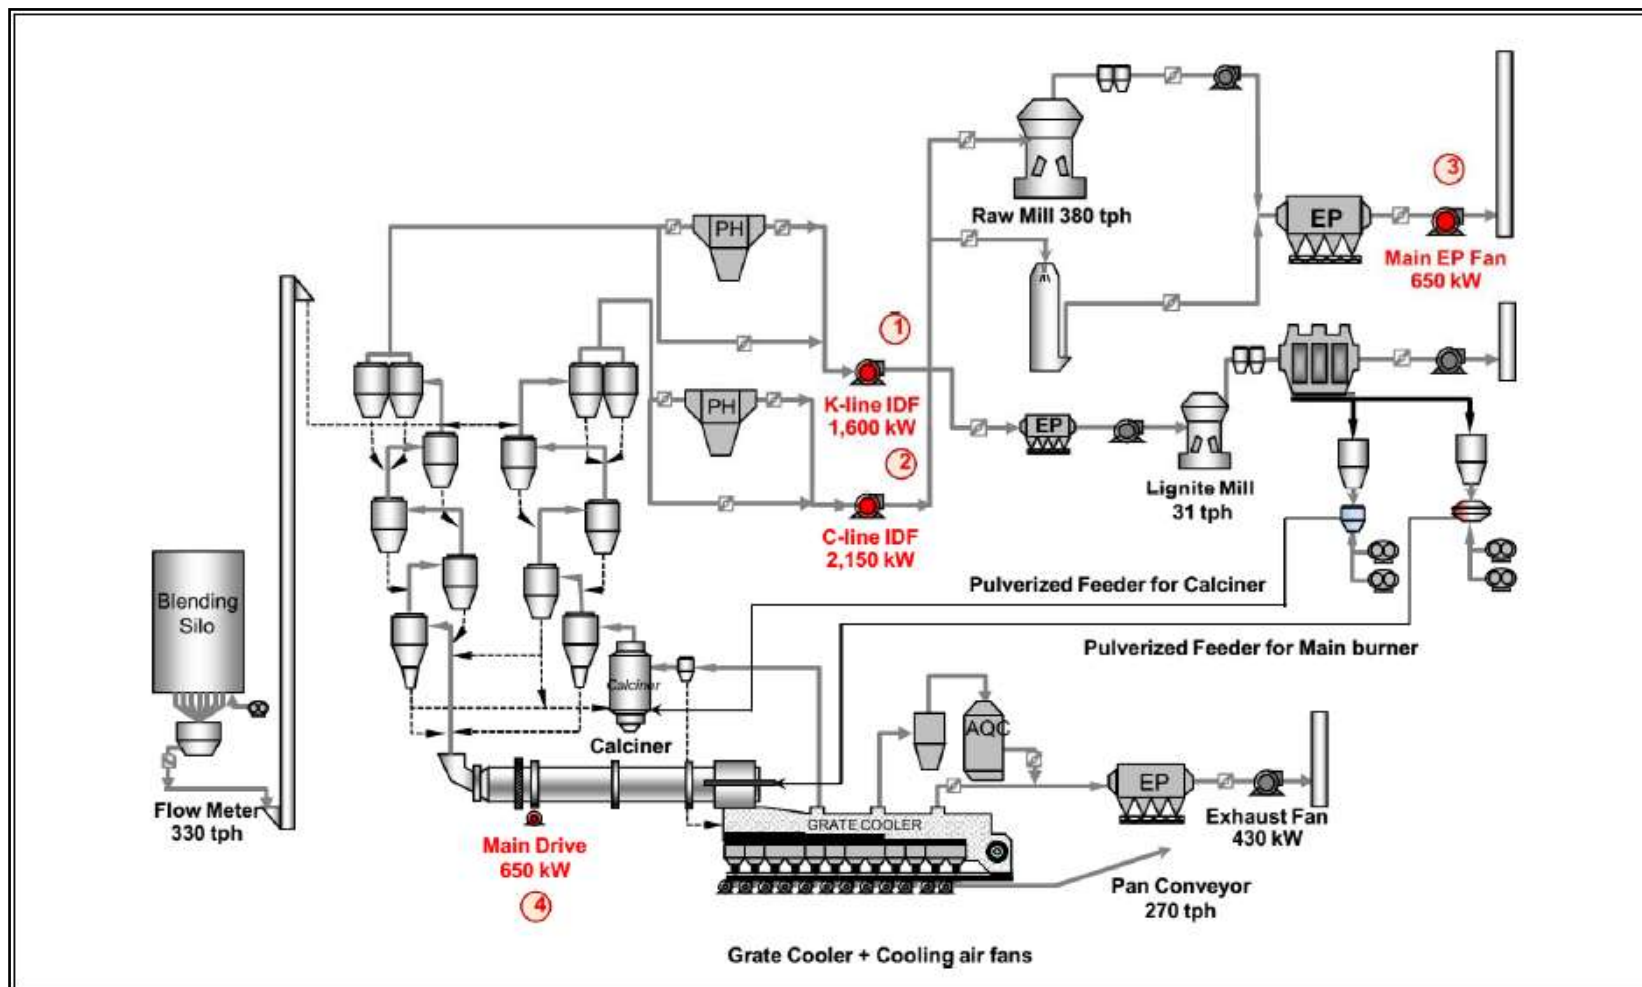 3
Raw Mill 380 tph
PH
EP
Main EP Fan
650 kW
1
K-line IDF
1,600 kW
PH
EP
2
Lignite Mill
31 tph
C-line IDF
2,150 kW
Pulverized Feeder for Calciner
Blending
Silo
Pulverized Feeder for Main burner
Calciner
AQC
Calciner
EP
Flow Meter
330 tph
GRATE COOLER
Exhaust Fan
430 kW
Main Drive
650 kW
Pan Conveyor
270 tph
4
Grate Cooler + Cooling air fans